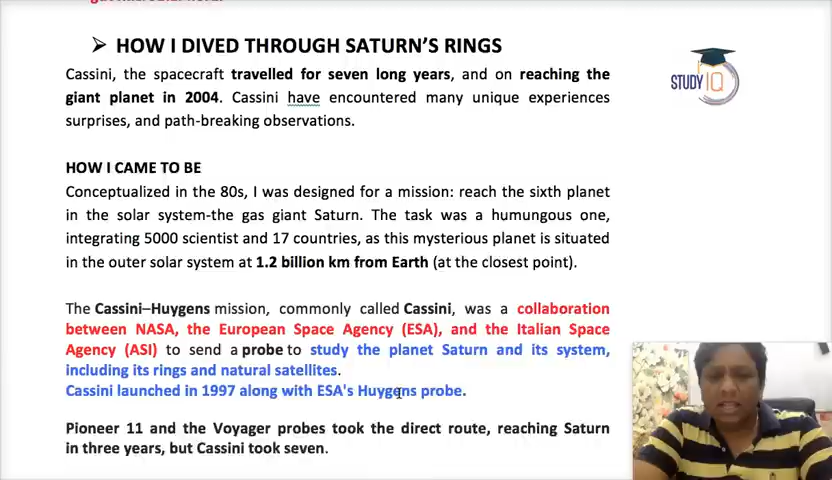 ➤ HOW I DIVED THROUGH SATURN'S RINGS
Cassini, the spacecraft travelled for seven long years, and on reaching the
giant planet in 2004. Cassini have encountered many unique experiences
surprises, and path-breaking observations.
STUDY IQ
HOW I CAME TO BE
Conceptualized in the 80s, I was designed for a mission: reach the sixth planet
in the solar system-the gas giant Saturn. The task was a humungous one,
integrating 5000 scientist and 17 countries, as this mysterious planet is situated
in the outer solar system at 1.2 billion km from Earth (at the closest point).
The Cassini–Huygens mission, commonly called Cassini, was a collaboration
between NASA, the European Space Agency (ESA), and the Italian Space
Agency (ASI) to send a probe to study the planet Saturn and its system,
including its rings and natural satellites.
Cassini launched in 1997 along with ESA's Huygens probe.
Pioneer 11 and the Voyager probes took the direct route, reaching Saturn
in three years, but Cassini took seven.